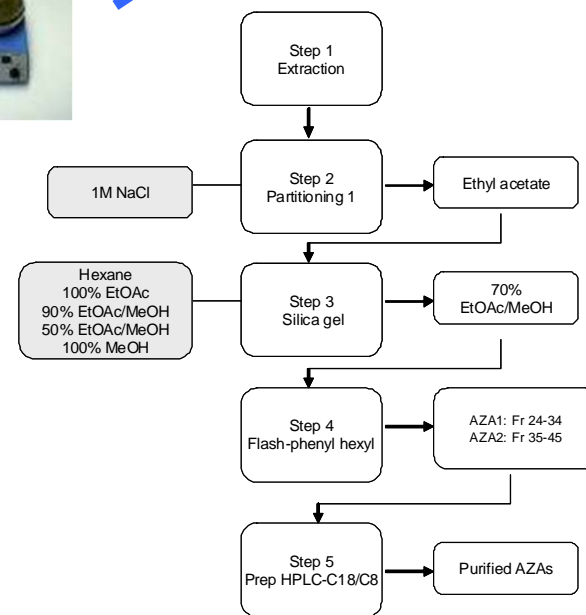 Step 1
Extraction
1M NaCl
Step 2
Partitioning 1
Ethyl acetate
Hexane
100% EtOAc
90% EtOAc/MeOH
50% EtOAc/MeOH
100% MeOH
Step 3
Silica gel
70%
EtOAc/MeOH
Step 4
Flash-phenyl hexyl
AZA1: Fr 24-34
AZA2: Fr 35-45
Step 5
Prep HPLC-C18/C8
Purified AZAs